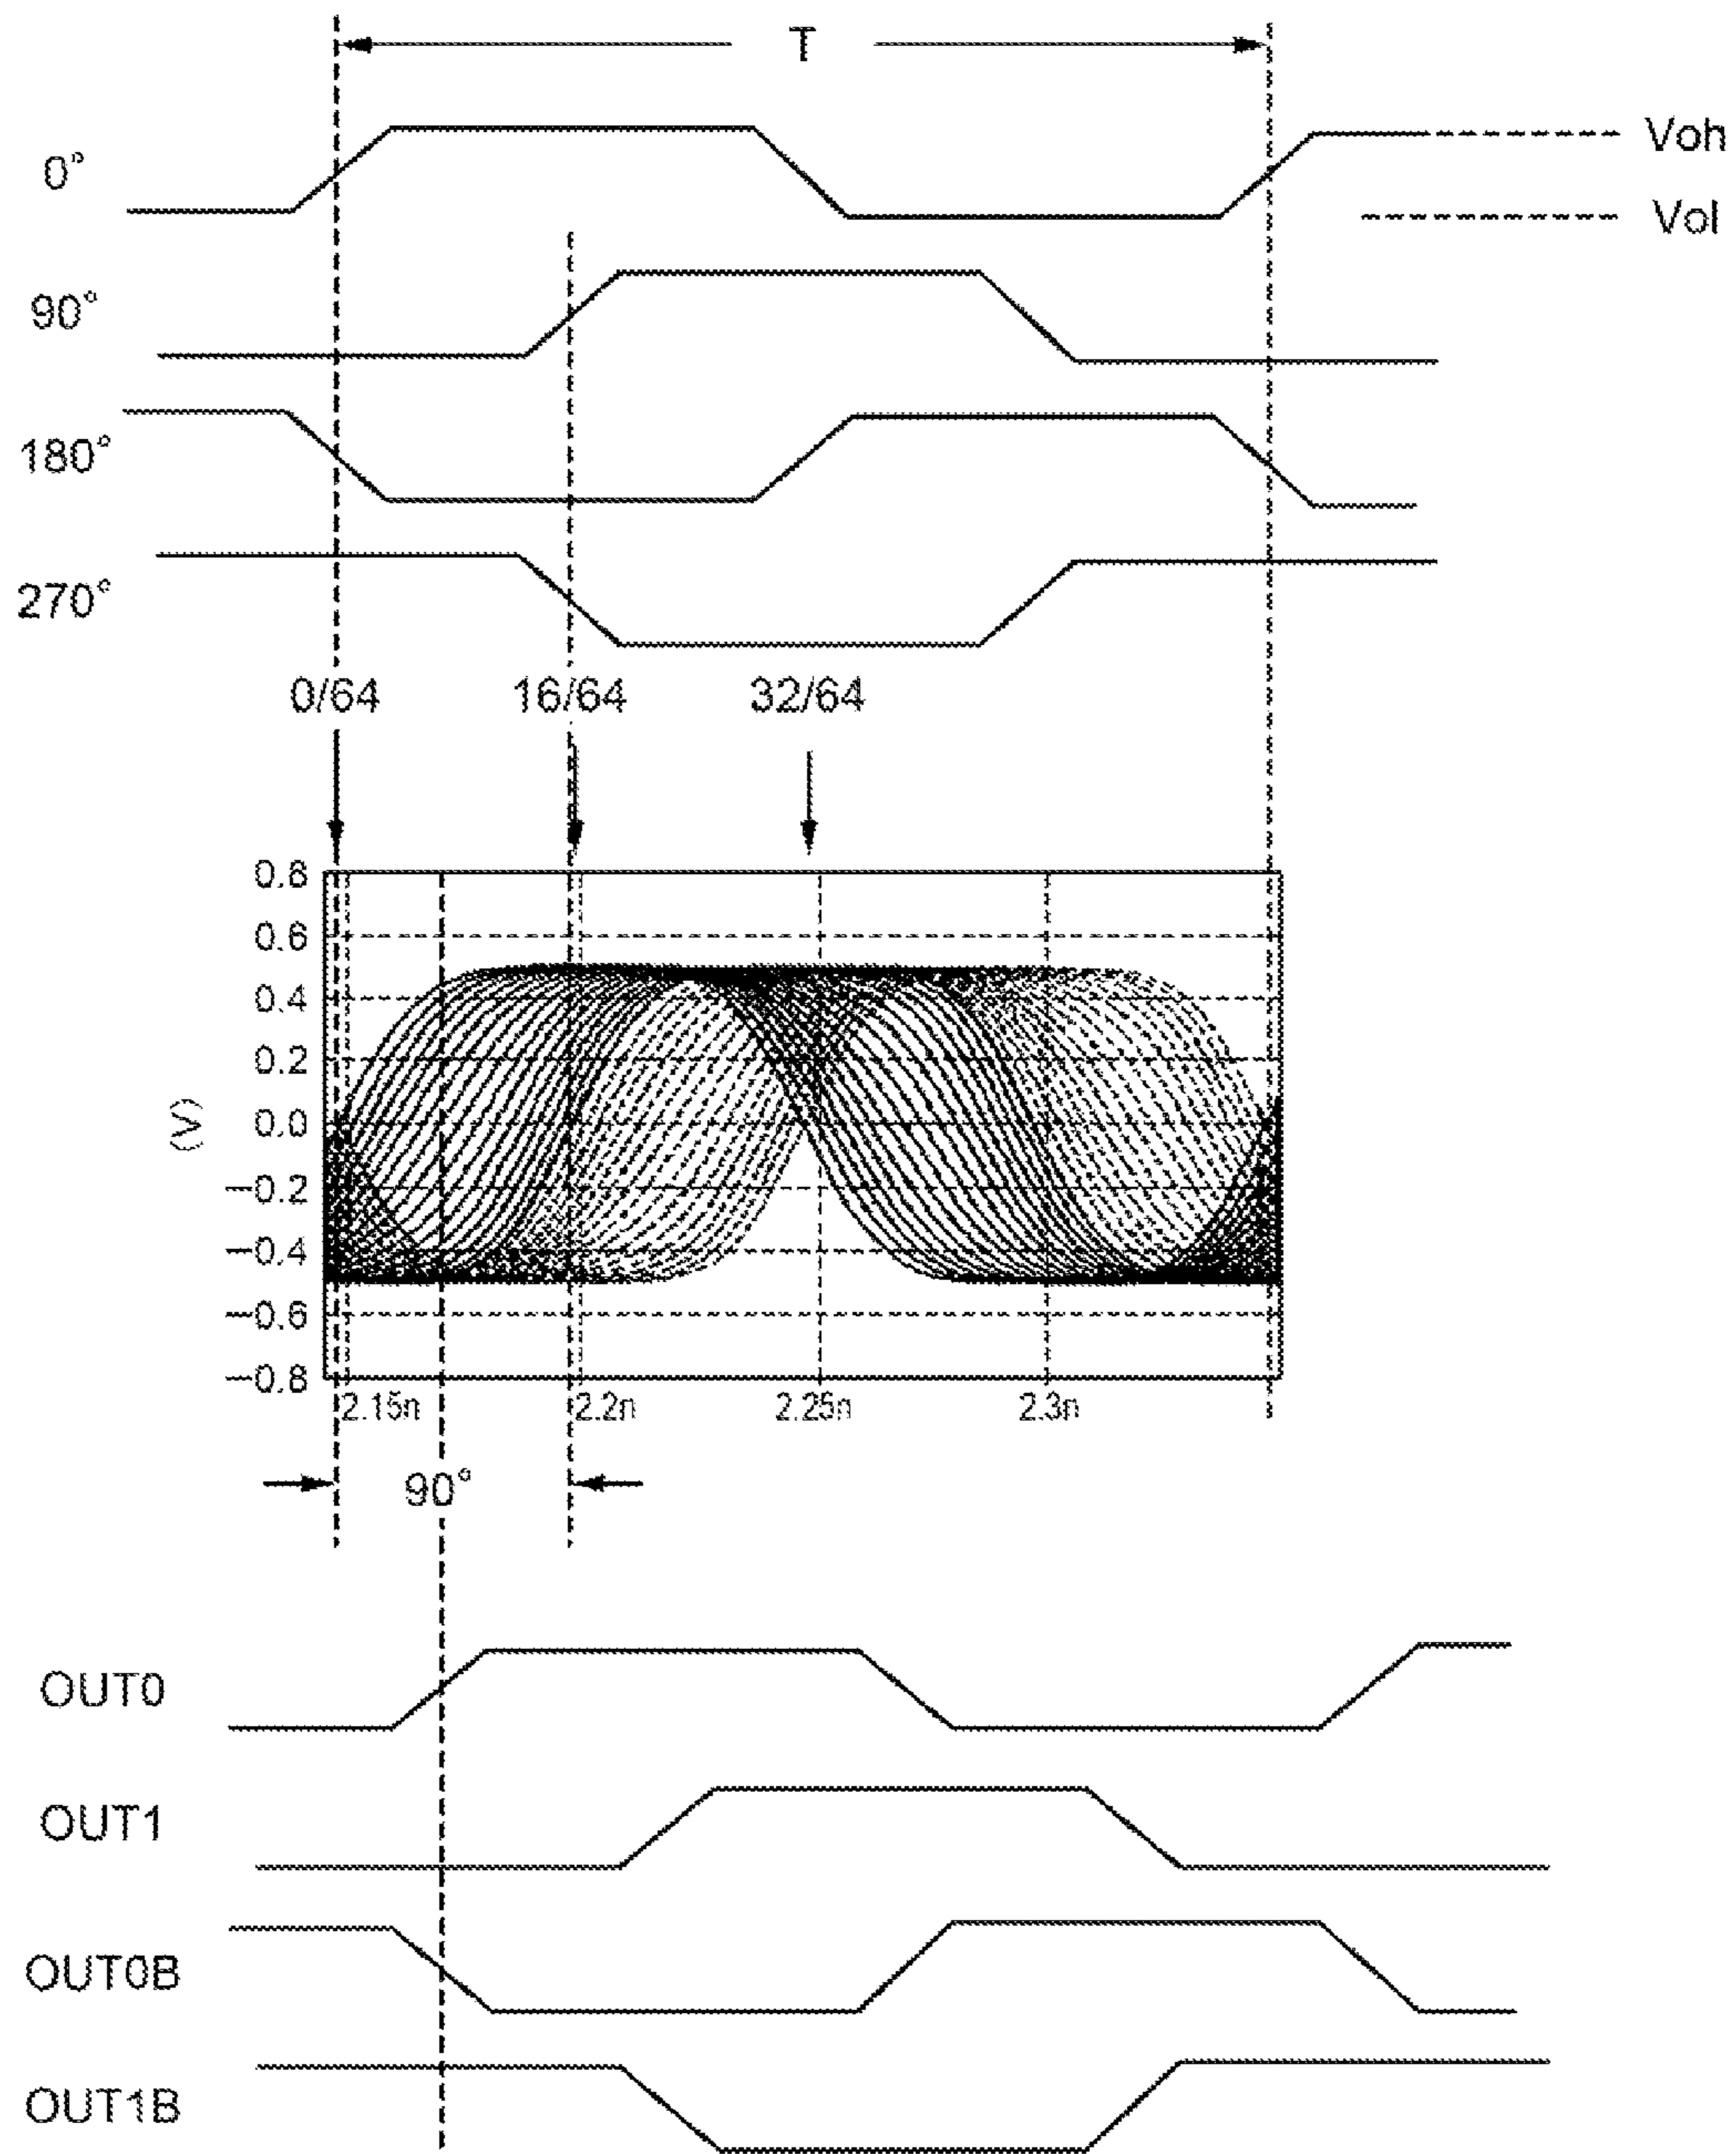 T
0°
Voh
Vol
90°
180°
270°
0/64 16/64 32/64
0.8
0.6
0.4
0.2
0.0
−0.2
−0.4
−0.6
−0.8
(V)
2.15n 2.2n 2.25n 2.3n
90°
OUT0
OUT1
OUT0B
OUT1B